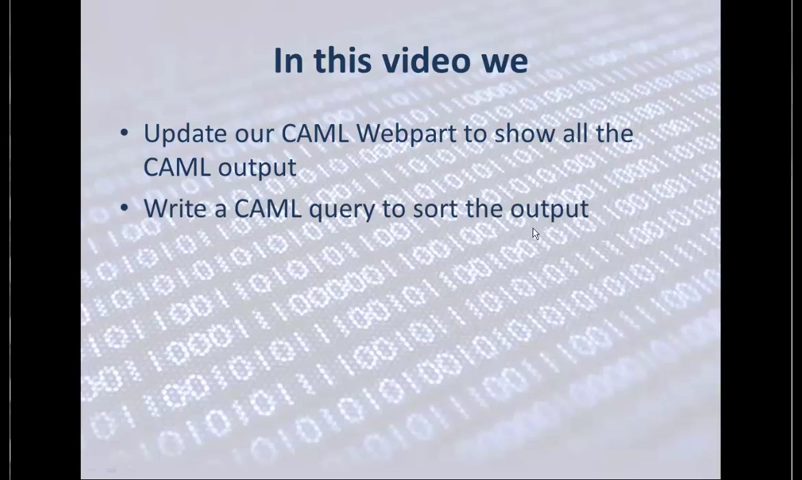 In this video we
• Update our CAML Webpart to show all the
CAML output
• Write a CAML query to sort the output